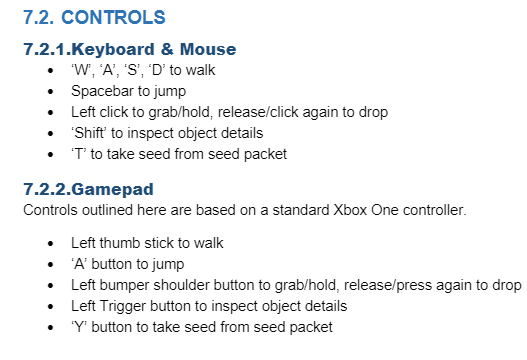 7.2. CONTROLS
7.2.1.Keyboard & Mouse
• ‘W’, ‘A’, ‘S’, ‘D’ to walk
• Spacebar to jump
• Left click to grab/hold, release/click again to drop
• ‘Shift’ to inspect object details
• ‘T’ to take seed from seed packet
7.2.2.Gamepad
Controls outlined here are based on a standard Xbox One controller.
• Left thumb stick to walk
• ‘A’ button to jump
• Left bumper shoulder button to grab/hold, release/press again to drop
• Left Trigger button to inspect object details
• ‘Y’ button to take seed from seed packet